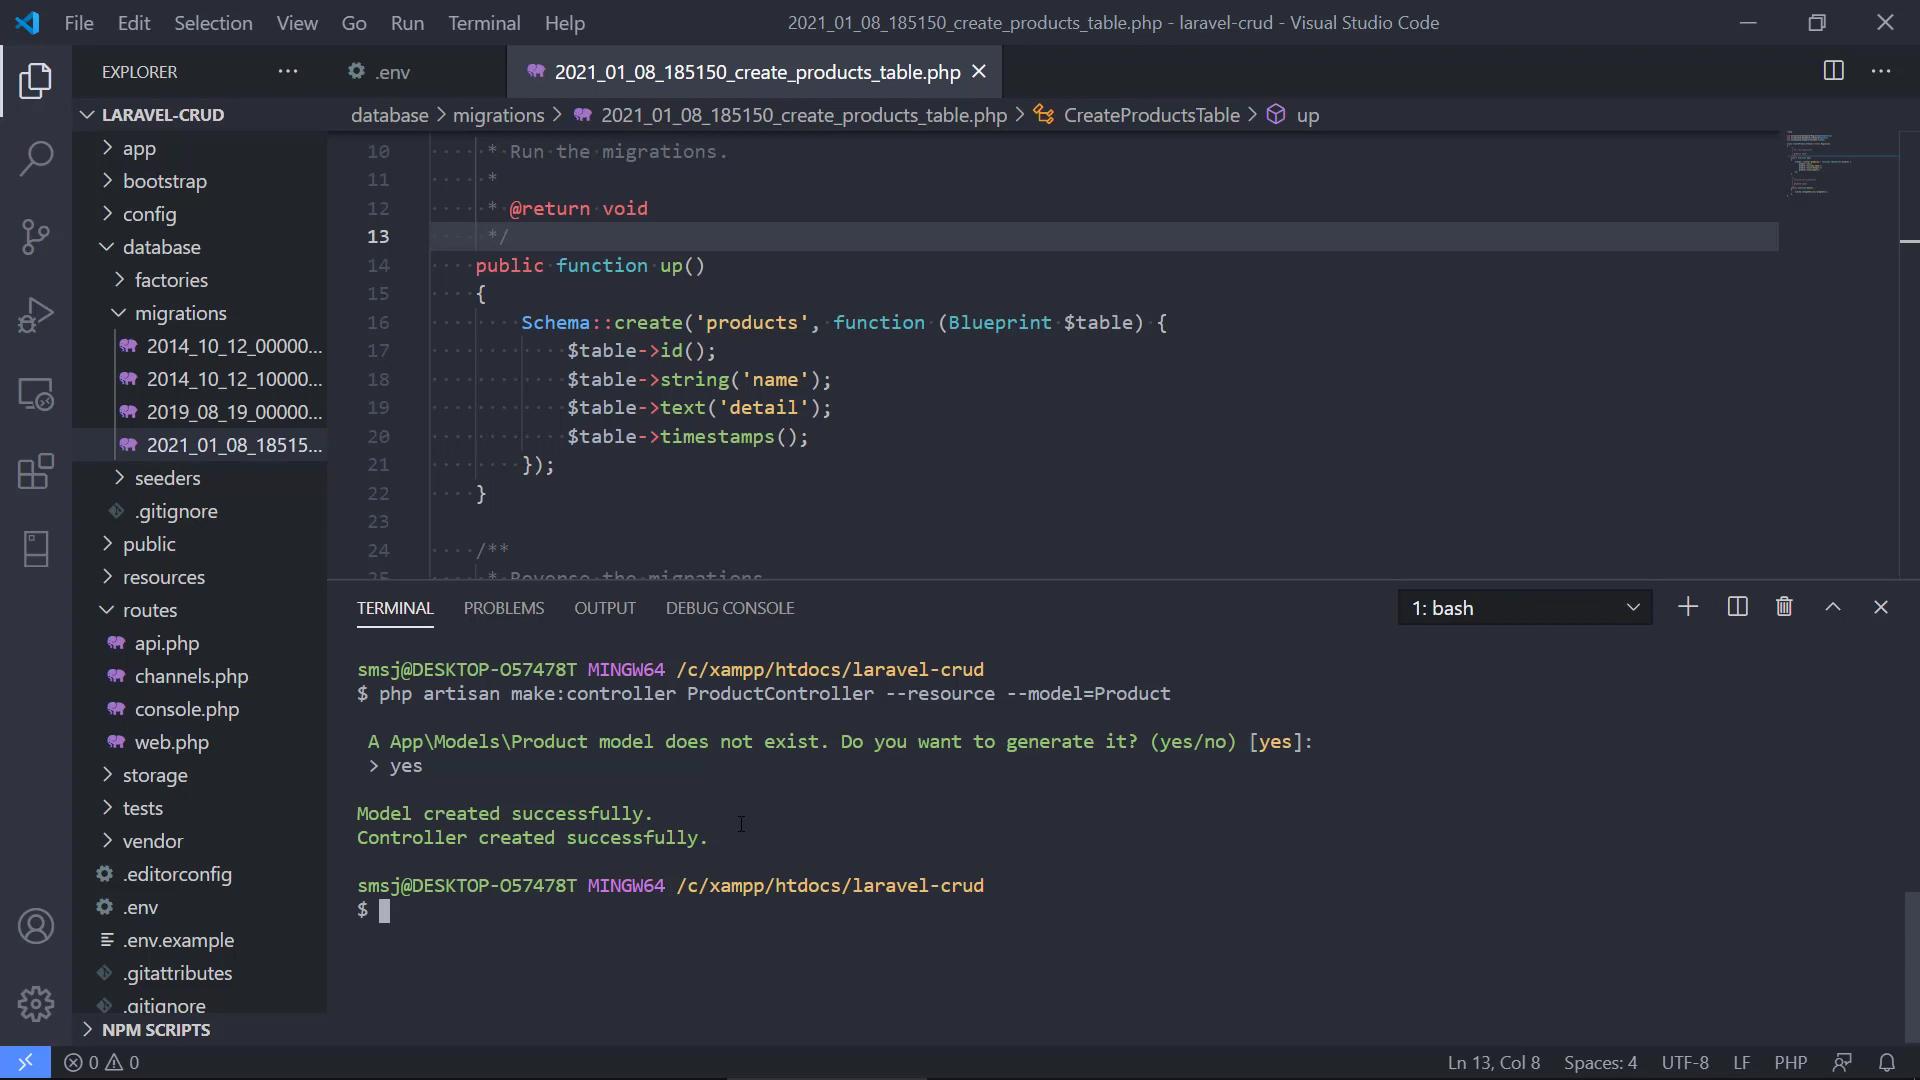 File Edit Selection View Go Run Terminal Help 2021_01_08_185150_create_products_table.php - laravel-crud - Visual Studio Code
EXPLORER ··· .env 2021_01_08_185150_create_products_table.php
LARAVEL-CRUD
database > migrations > 2021_01_08_185150_create_products_table.php > CreateProductsTable > up
app
bootstrap
config
database
factories
migrations
2014_10_12_00000...
2014_10_12_10000...
2019_08_19_00000...
2021_01_08_18515...
seeders
.gitignore
public
resources
routes
api.php
channels.php
console.php
web.php
storage
tests
vendor
.editorconfig
.env
.env.example
.gitattributes
.gitignore
NPM SCRIPTS
10 * Run the migrations.
11 *
12 * @return void
13 */
14 public function up()
15 {
16 Schema::create('products', function (Blueprint $table) {
17 $table->id();
18 $table->string('name');
19 $table->text('detail');
20 $table->timestamps();
21 });
22 }
23
24 /**
25 * Reverse the migrations
TERMINAL PROBLEMS OUTPUT DEBUG CONSOLE 1: bash
smsj@DESKTOP-O57478T MINGW64 /c/xampp/htdocs/laravel-crud
$ php artisan make:controller ProductController --resource --model=Product
A App\Models\Product model does not exist. Do you want to generate it? (yes/no) [yes]:
> yes
Model created successfully.
Controller created successfully.
smsj@DESKTOP-O57478T MINGW64 /c/xampp/htdocs/laravel-crud
$
0 0 Ln 13, Col 8 Spaces: 4 UTF-8 LF PHP